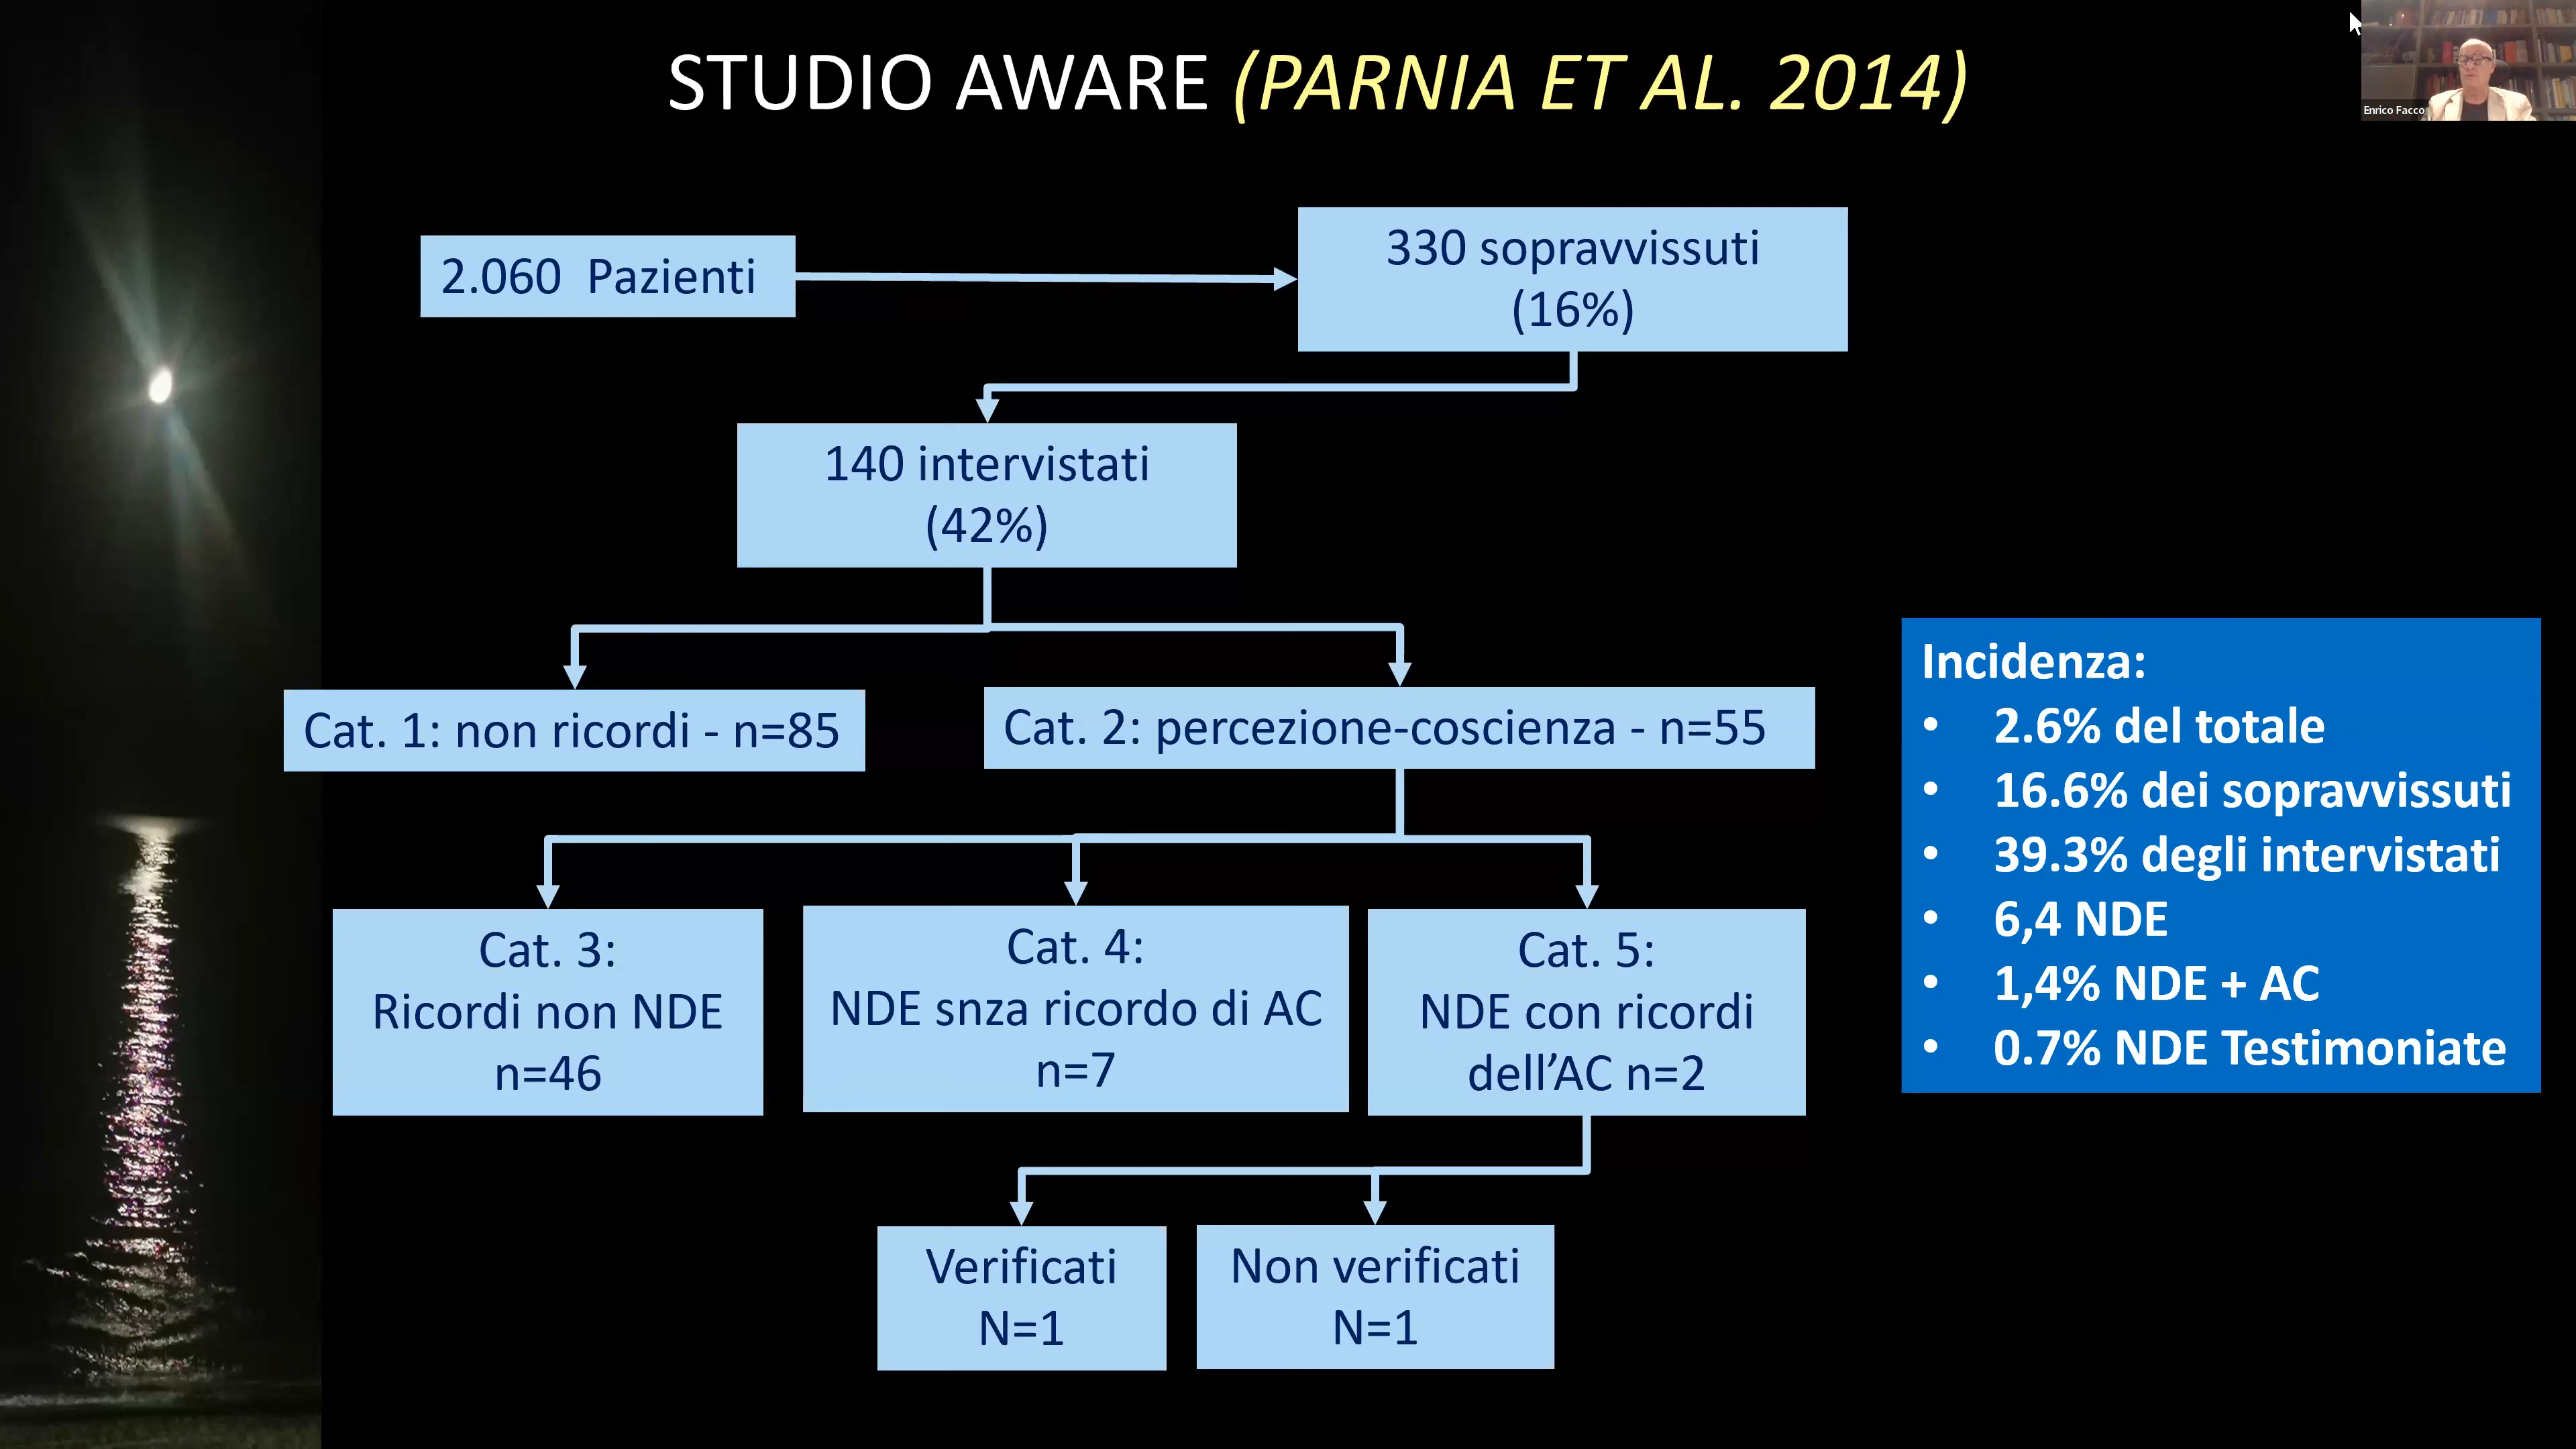 STUDIO AWARE (PARNIA ET AL. 2014)
Enrico Facco
2.060 Pazienti
330 sopravvissuti
(16%)
140 intervistati
(42%)
Cat. 1: non ricordi - n=85
Cat. 2: percezione-coscienza - n=55
Cat. 3:
Ricordi non NDE
n=46
Cat. 4:
NDE snza ricordo di AC
n=7
Cat. 5:
NDE con ricordi
dell’AC n=2
Verificati
N=1
Non verificati
N=1
Incidenza:
• 2.6% del totale
• 16.6% dei sopravvissuti
• 39.3% degli intervistati
• 6,4 NDE
• 1,4% NDE + AC
• 0.7% NDE Testimoniate